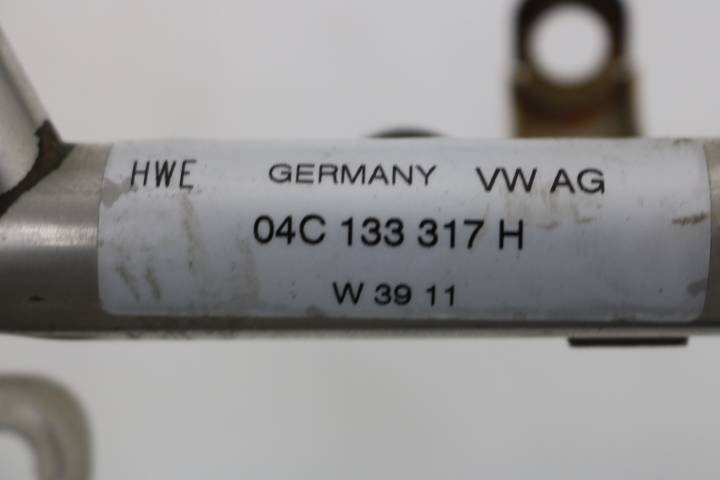 HWE GERMANY VW AG
04C 133 317 H
W 39 11